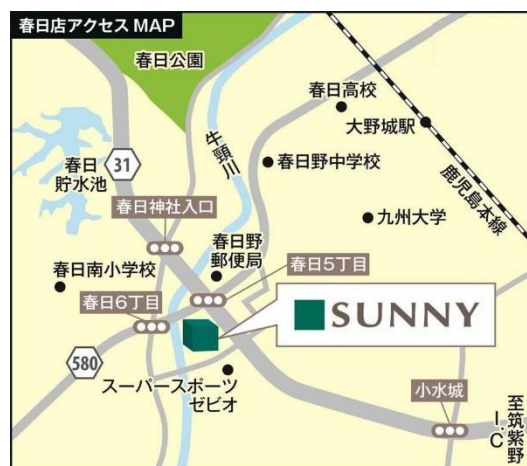 春日店アクセスMAP
春日公園
春日高校
大野城駅
牛頸川
春日野中学校
鹿児島本線
31
春日
貯水池
九州大学
春日神社入口
春日野
郵便局
春日5丁目
春日南小学校
春日6丁目
SUNNY
580
スーパースポーツ
ゼビオ
小水城
至筑紫野
I.C